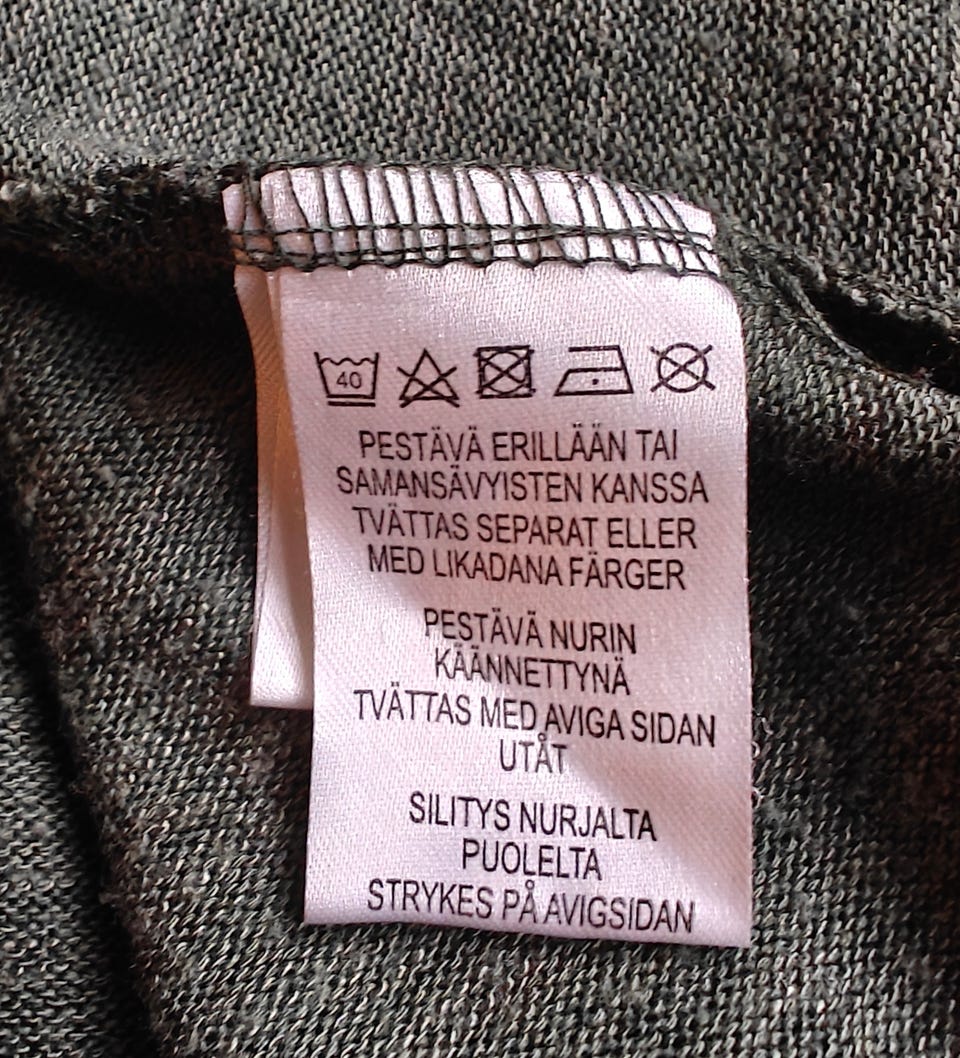 40
PESTÄVÄ ERILLÄÄN TAI
SAMANSÄVYISTEN KANSSA
TVÄTTAS SEPARAT ELLER
MED LIKADANA FÄRGER
PESTÄVÄ NURIN
KÄÄNNETTYNÄ
TVÄTTAS MED AVIGA SIDAN
UTÅT
SILITYS NURJALTA
PUOLELTA
STRYKES PÅ AVIGSIDAN